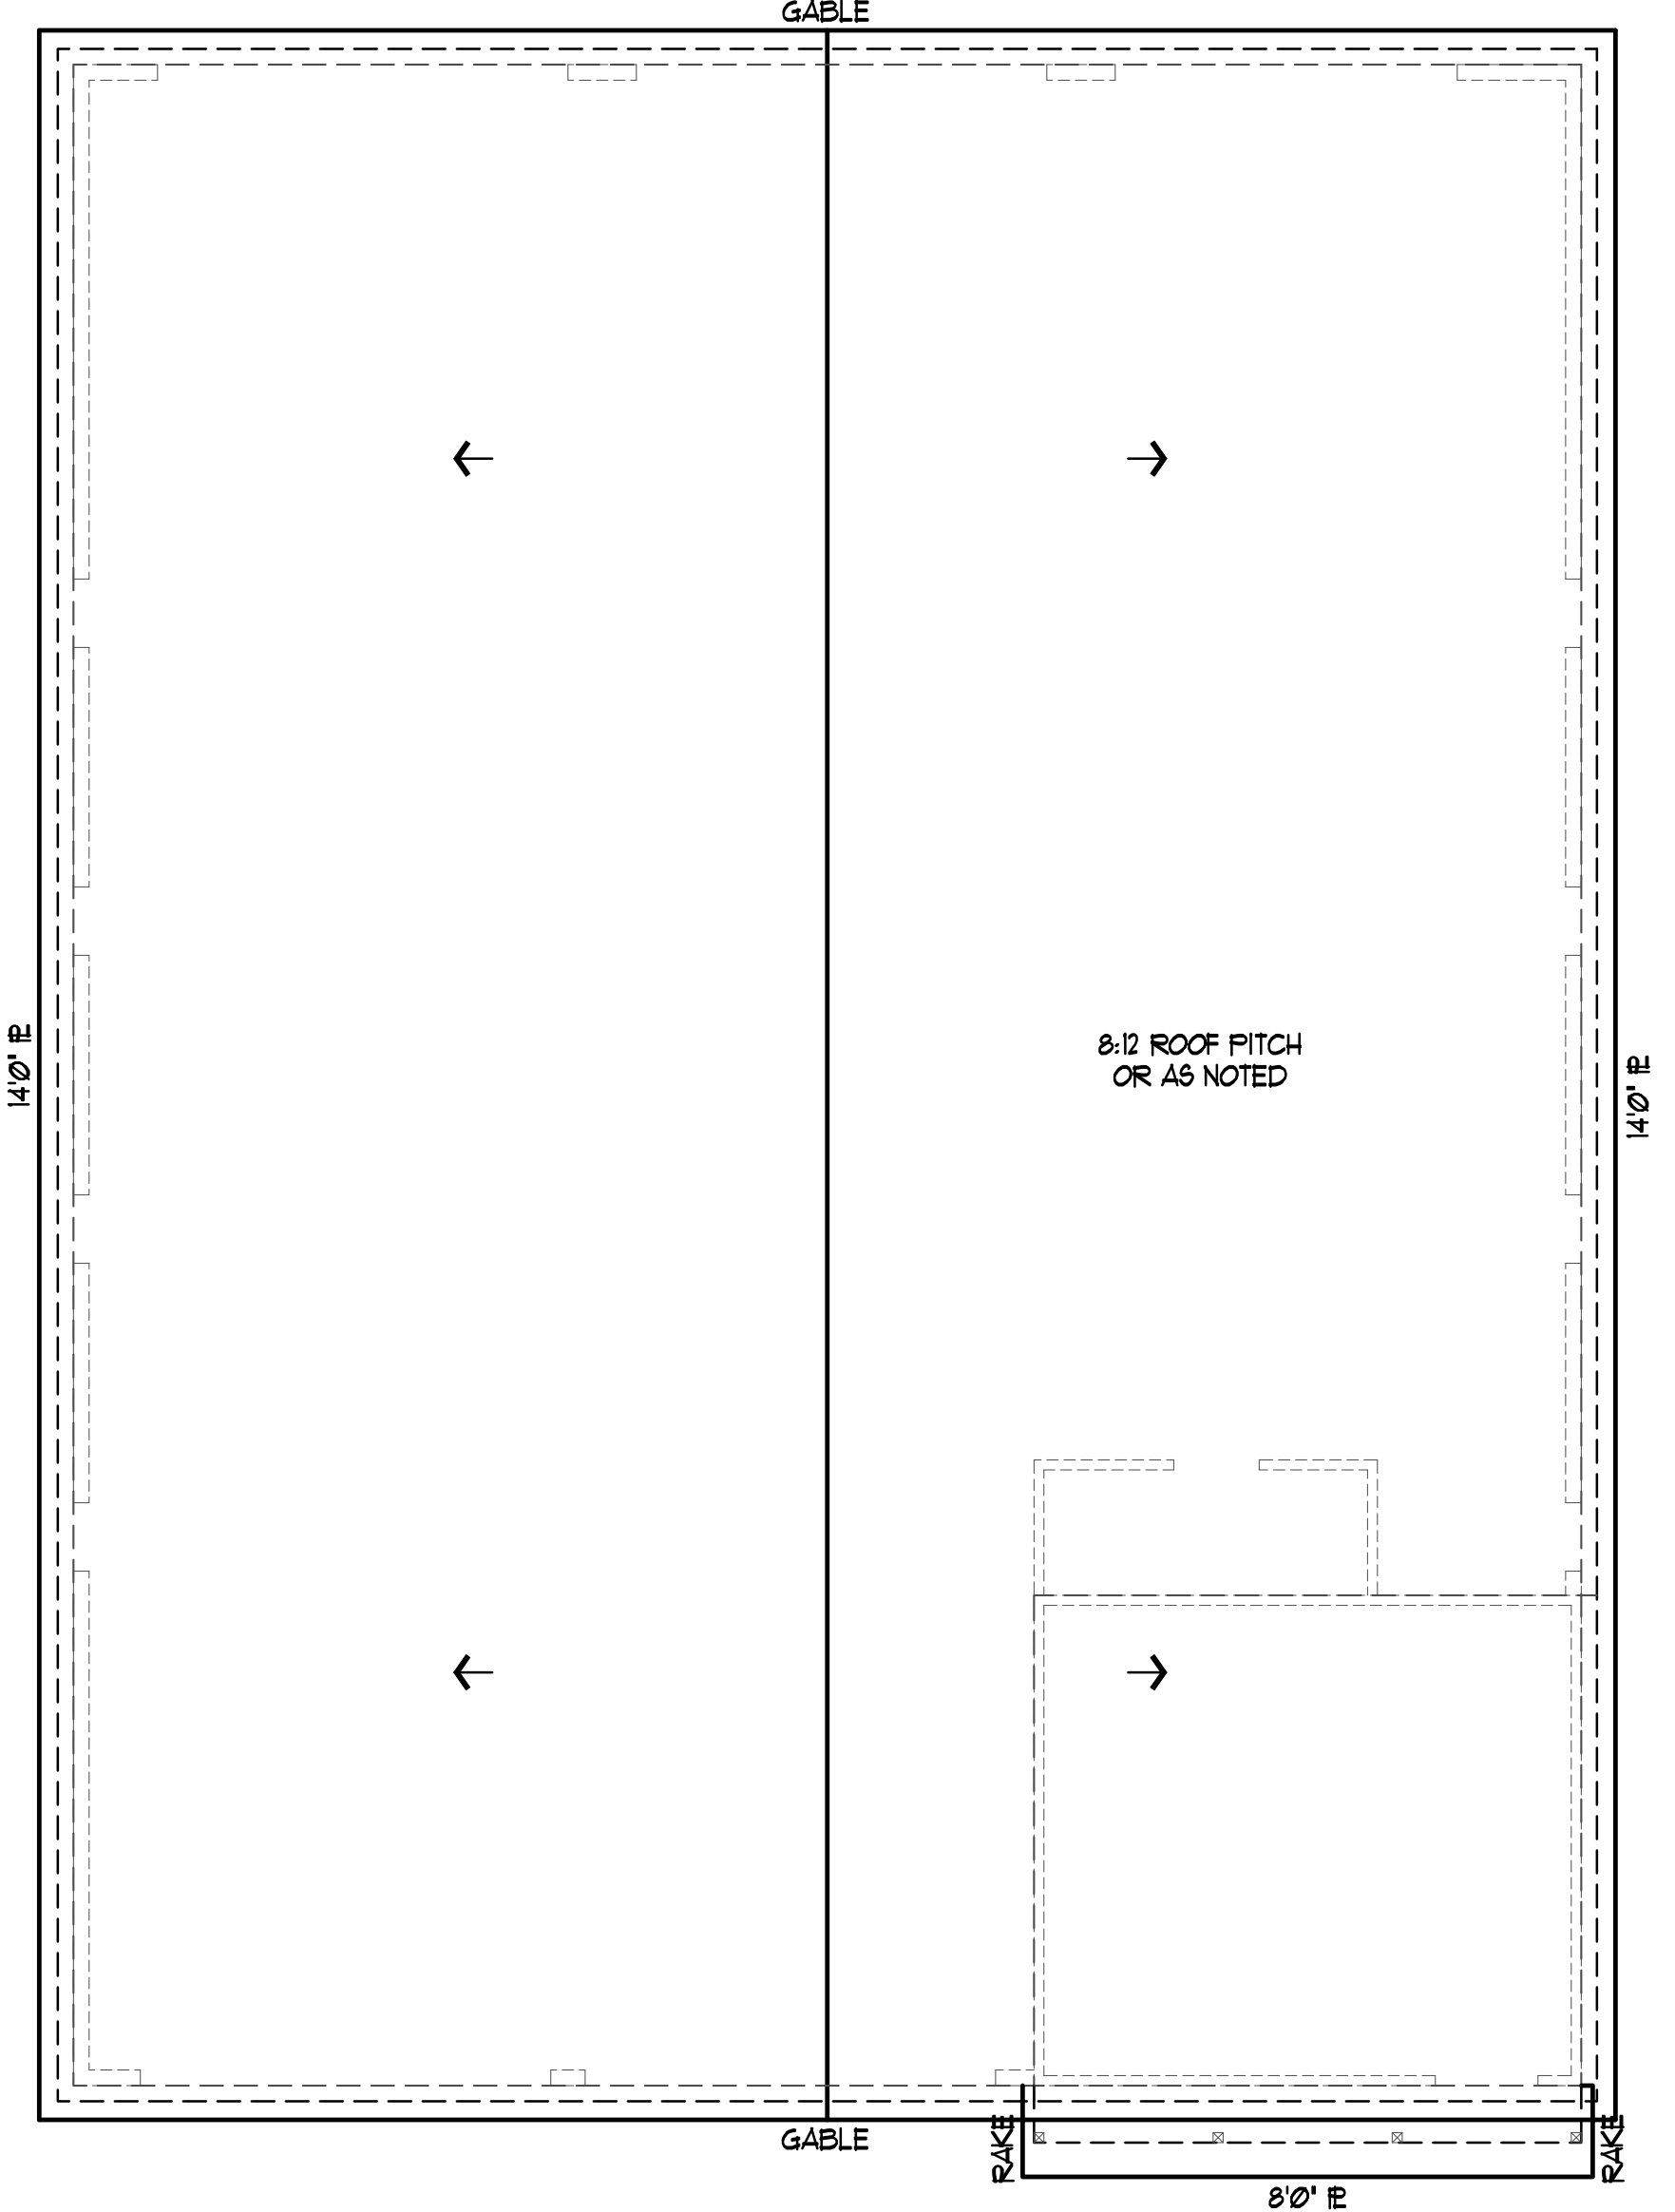 GABLE
14'0" PL
8:12 ROOF PITCH
OR AS NOTED
14'0" PL
GABLE
RAKE
RAKE
8'0" PL